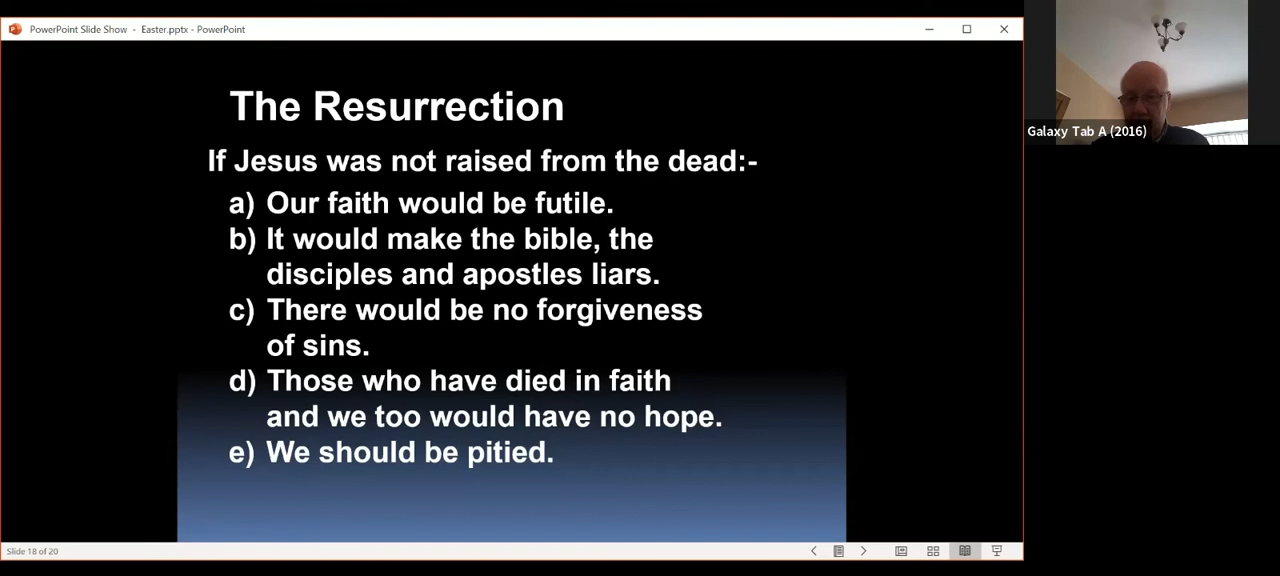 PowerPoint Slide Show - Easter.pptx - PowerPoint
The Resurrection
If Jesus was not raised from the dead:-
a) Our faith would be futile.
b) It would make the bible, the
disciples and apostles liars.
c) There would be no forgiveness
of sins.
d) Those who have died in faith
and we too would have no hope.
e) We should be pitied.
Slide 18 of 20
Galaxy Tab A (2016)